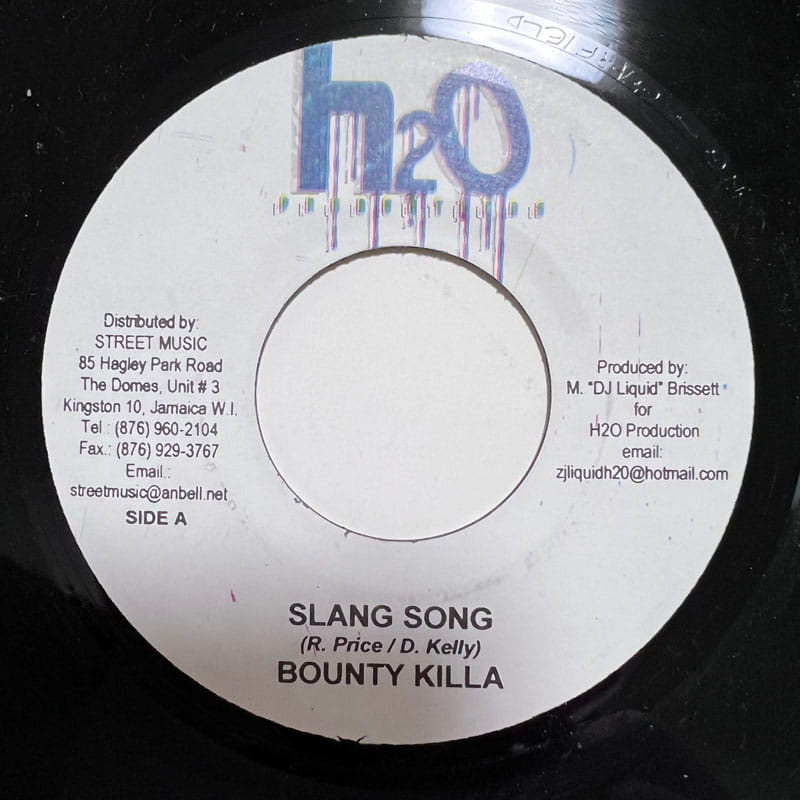 h2O
Distributed by:
STREET MUSIC
85 Hagley Park Road
The Domes, Unit # 3
Kingston 10, Jamaica W.I.
Tel.: (876) 960-2104
Fax.: (876) 929-3767
Email.:
streetmusic@anbell.net
SIDE A
Produced by:
M. "DJ Liquid" Brissett
for
H2O Production
email:
zjliquidh20@hotmail.com
SLANG SONG
(R. Price / D. Kelly)
BOUNTY KILLA